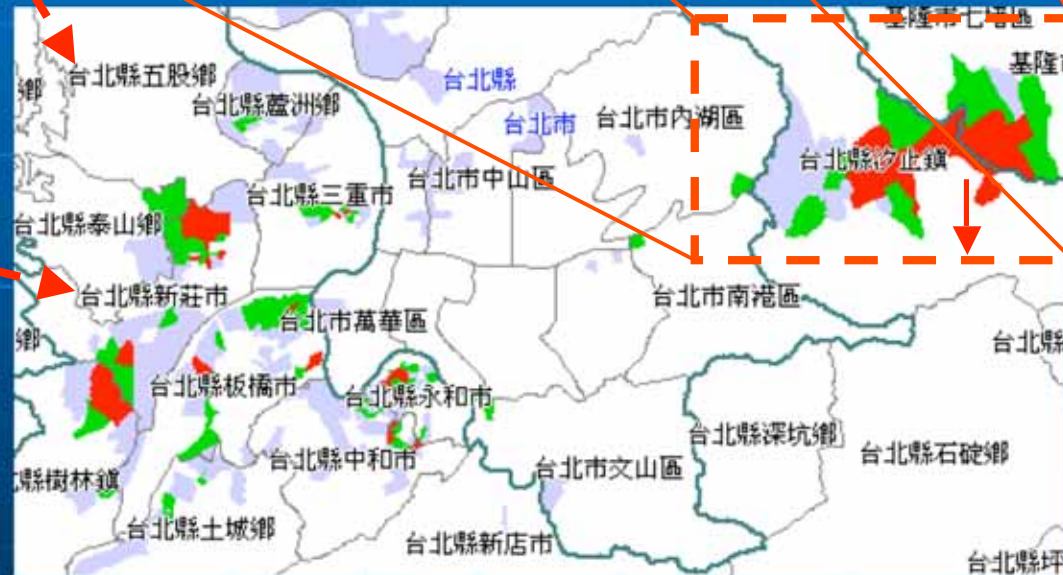 基隆市七堵區
基隆市
台北縣五股鄉
台北縣
鄉
台北縣蘆洲鄉
台北市
台北市內湖區
台北縣汐止鎮
台北市中山區
台北縣三重市
台北縣泰山鄉
台北縣新莊市
台北市南港區
台北市萬華區
鄉
台北縣
台北縣板橋市
台北縣永和市
台北縣深坑鄉
台北縣石碇鄉
台北縣中和市
台北市文山區
縣樹林鎮
台北縣土城鄉
台北縣新店市
台北縣坪